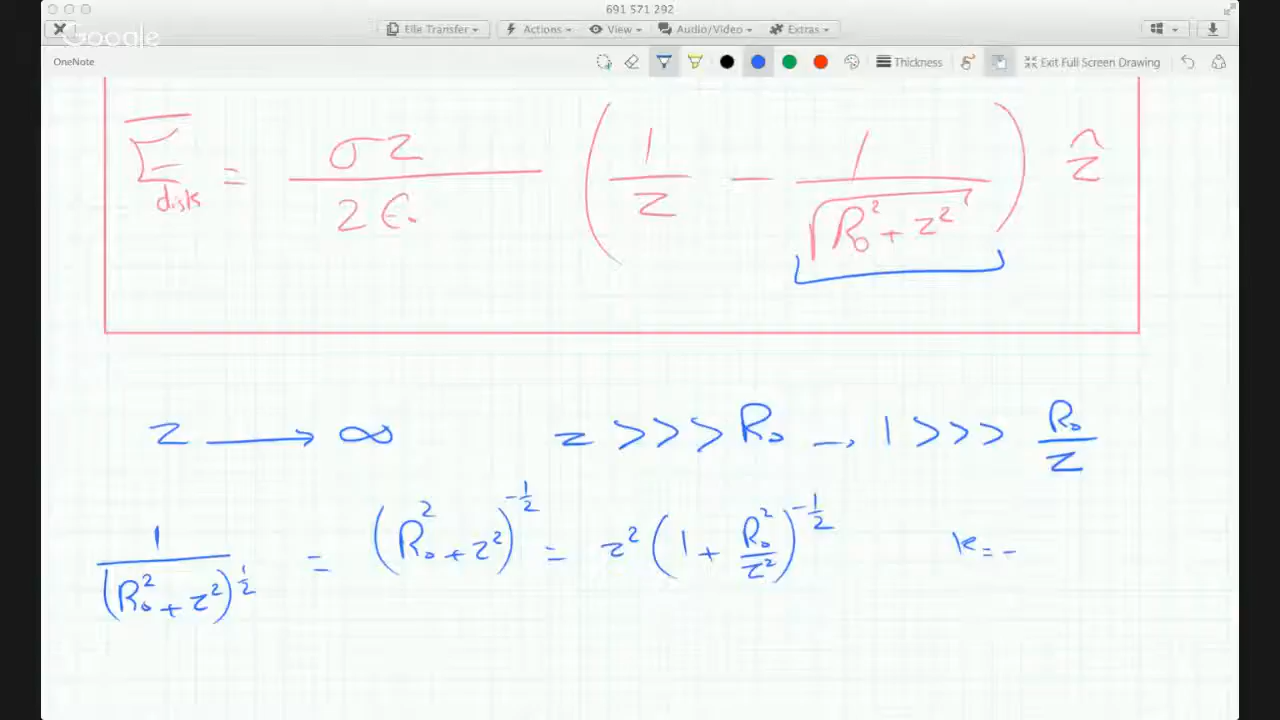 691 571 292
Google
File Transfer Actions View Audio/Video Extras
OneNote Thickness Exit Full Screen Drawing
E disk = σz / 2ϵ₀ ( 1/z − 1/√(R₀² + z²) ) ẑ
z → ∞ z >>> R₀ → 1 >>> R₀/z
1/(R₀² + z²)^½ = (R₀² + z²)^−½ = z² (1 + R₀²/z²)^−½ k = -